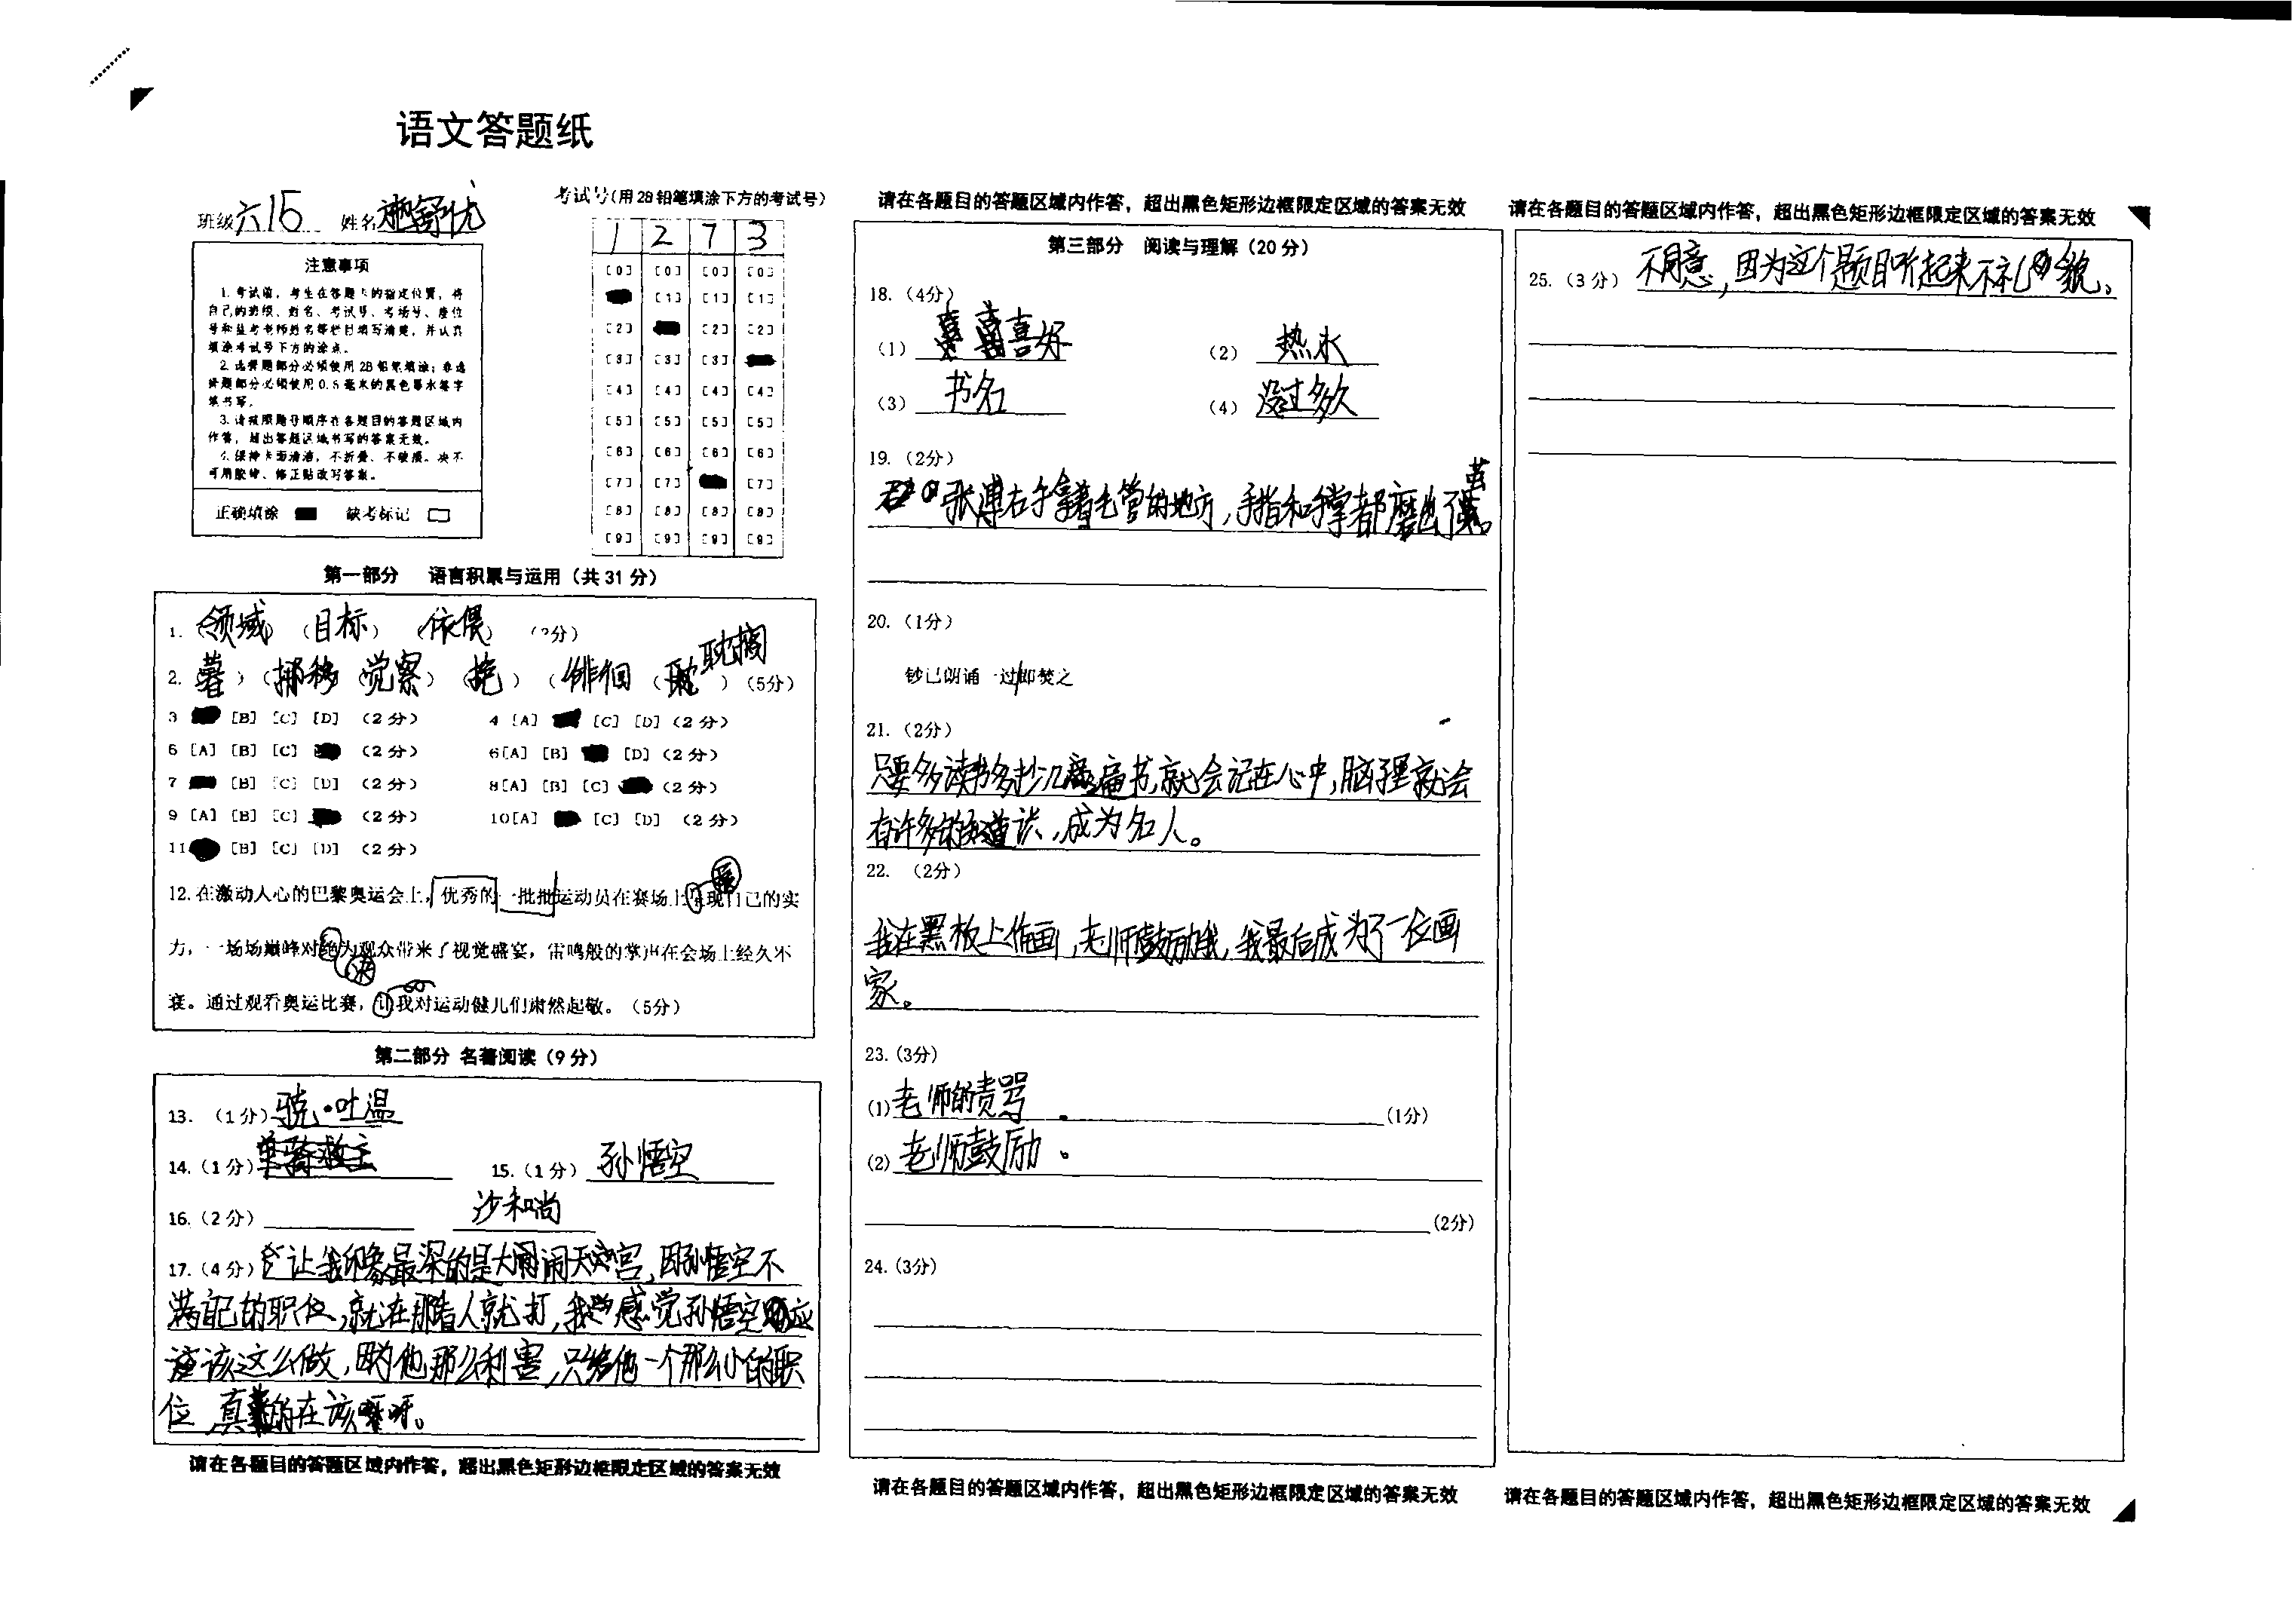 语文答题纸
班级 六15 姓名 施舒优
考试号(用2B铅笔填涂下方的考试号)
1 2 7 3
注意事项
1. 考试前，考生在答题卡的指定位置，将
自己的班级、姓名、考试号、考场号、座位
号和监考老师姓名等栏目填写清楚，并认真
填涂考试号下方的涂点。
2. 选择题部分必须使用2B铅笔填涂；非选
择题部分必须使用0.5毫米的黑色墨水签字
笔书写。
3. 请按照题号顺序在各题目的答题区域内
作答，超出答题区域书写的答案无效。
4. 保持卡面清洁，不折叠、不破损。决不
可用胶带、修正贴改写答案。
正确填涂 缺考标记
[0] [0] [0] [0]
[1] [1] [1]
[2] [2] [2]
[3] [3] [3]
[4] [4] [4] [4]
[5] [5] [5] [5]
[6] [6] [6] [6]
[7] [7] [7]
[8] [8] [8] [8]
[9] [9] [9] [9]
第一部分 语言积累与运用（共31分）
1. (领域) (目标) (依偎) (3分)
2. (暮) (挪移 觉察) (挖) (徘徊 ( ) 耽搁 (5分)
3 [B] [C] [D] (2分) 4 [A] [C] [D] (2分)
5 [A] [B] [C] (2分) 6 [A] [B] [D] (2分)
7 [B] [C] [D] (2分) 8 [A] [B] [C] (2分)
9 [A] [B] [C] (2分) 10 [A] [C] [D] (2分)
11 [B] [C] [D] (2分)
12. 在激动人心的巴黎奥运会上，优秀的一批批运动员在赛场上 展 现自己的实
力，一场场巅峰对绝为观众带来了视觉盛宴，雷鸣般的掌声在会场上经久不
决
衰。通过观看奥运比赛，让我对运动健儿们肃然起敬。（5分）
第二部分 名著阅读（9分）
13. （1分）骁·吐温
14.（1分）单骑救主 15.（1分）孙悟空
16.（2分） 沙和尚
17.（4分）让我印象最深的是大闹天宫，因孙悟空不
满自己的职位，就在那看人就打，我感觉孙悟空应
该这么做，因为他那么利害，只给他一个那么小的职
位，真的在该呀。
请在各题目的答题区域内作答，超出黑色矩形边框限定区域的答案无效
请在各题目的答题区域内作答，超出黑色矩形边框限定区域的答案无效
第三部分 阅读与理解（20分）
18.（4分）
（1）喜好 （2）热水
（3）书名 （4）没过多久
19.（2分）
张溥右手拿着毛管的地方，手指和手掌都磨出了茧。
20.（1分）
钞已朗诵一过/即焚之
21.（2分）
只要多读书多抄几遍书，就会记在心中，脑子里就会
有许多的知道识，成为名人。
22. （2分）
我在黑板上作画，老师鼓励我，我最后成为了一位画
家。
23.（3分）
(1) 老师的责骂. (1分)
(2) 老师鼓励。
(2分)
24.（3分）
请在各题目的答题区域内作答，超出黑色矩形边框限定区域的答案无效
请在各题目的答题区域内作答，超出黑色矩形边框限定区域的答案无效
25.（3分）不同意，因为这个题目听起来不礼貌、
请在各题目的答题区域内作答，超出黑色矩形边框限定区域的答案无效